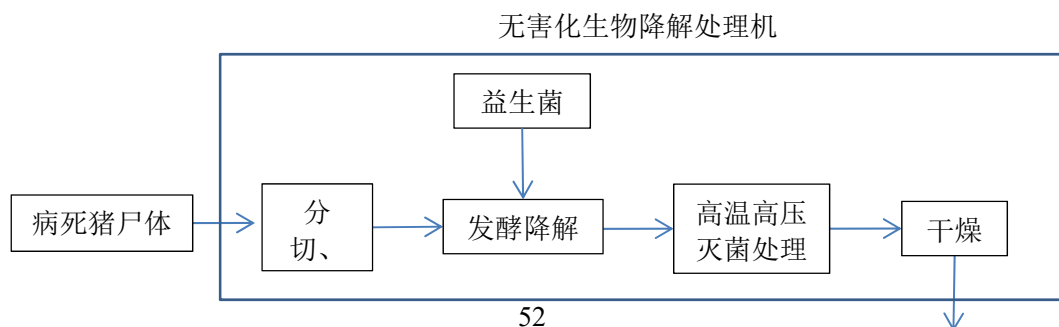 无害化生物降解处理机
益生菌
病死猪尸体
分
切、
发酵降解
高温高压
灭菌处理
干燥
52